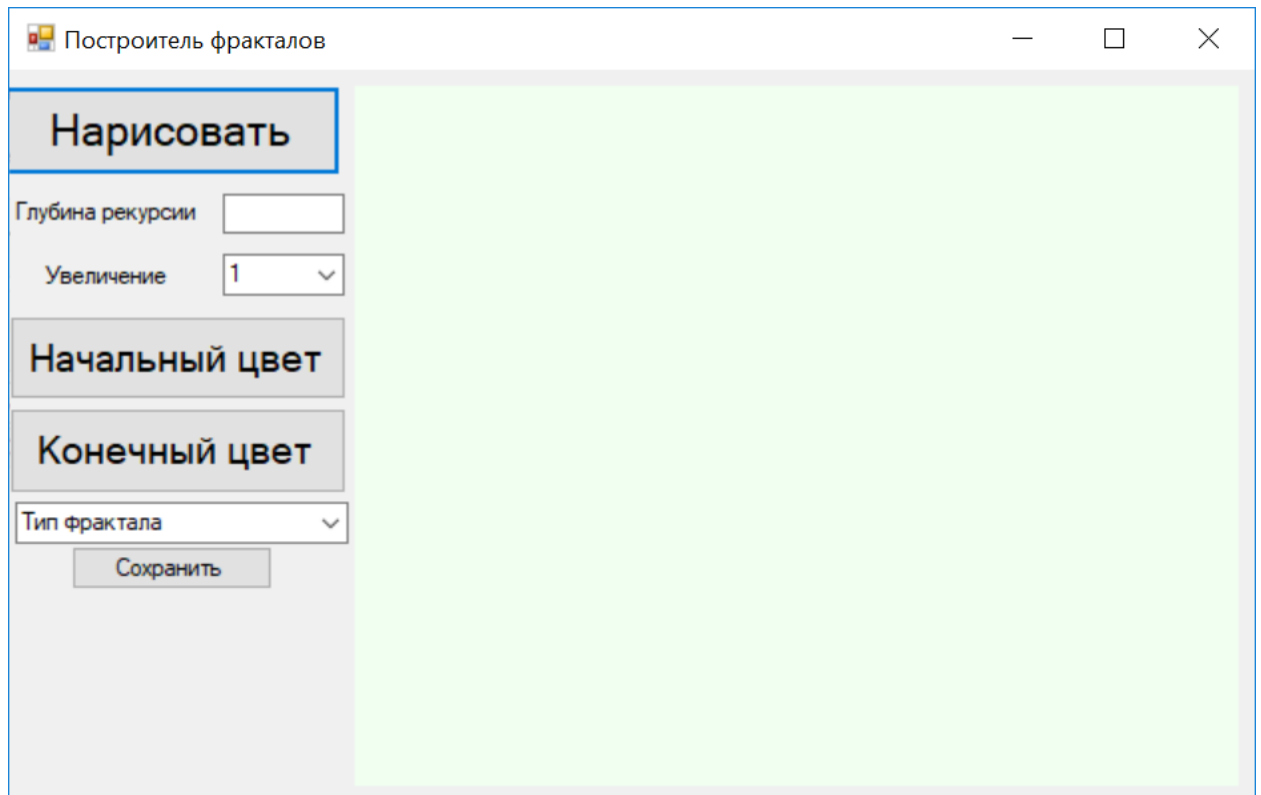 Построитель фракталов
Нарисовать
Глубина рекурсии
Увеличение 1
Начальный цвет
Конечный цвет
Тип фрактала
Сохранить